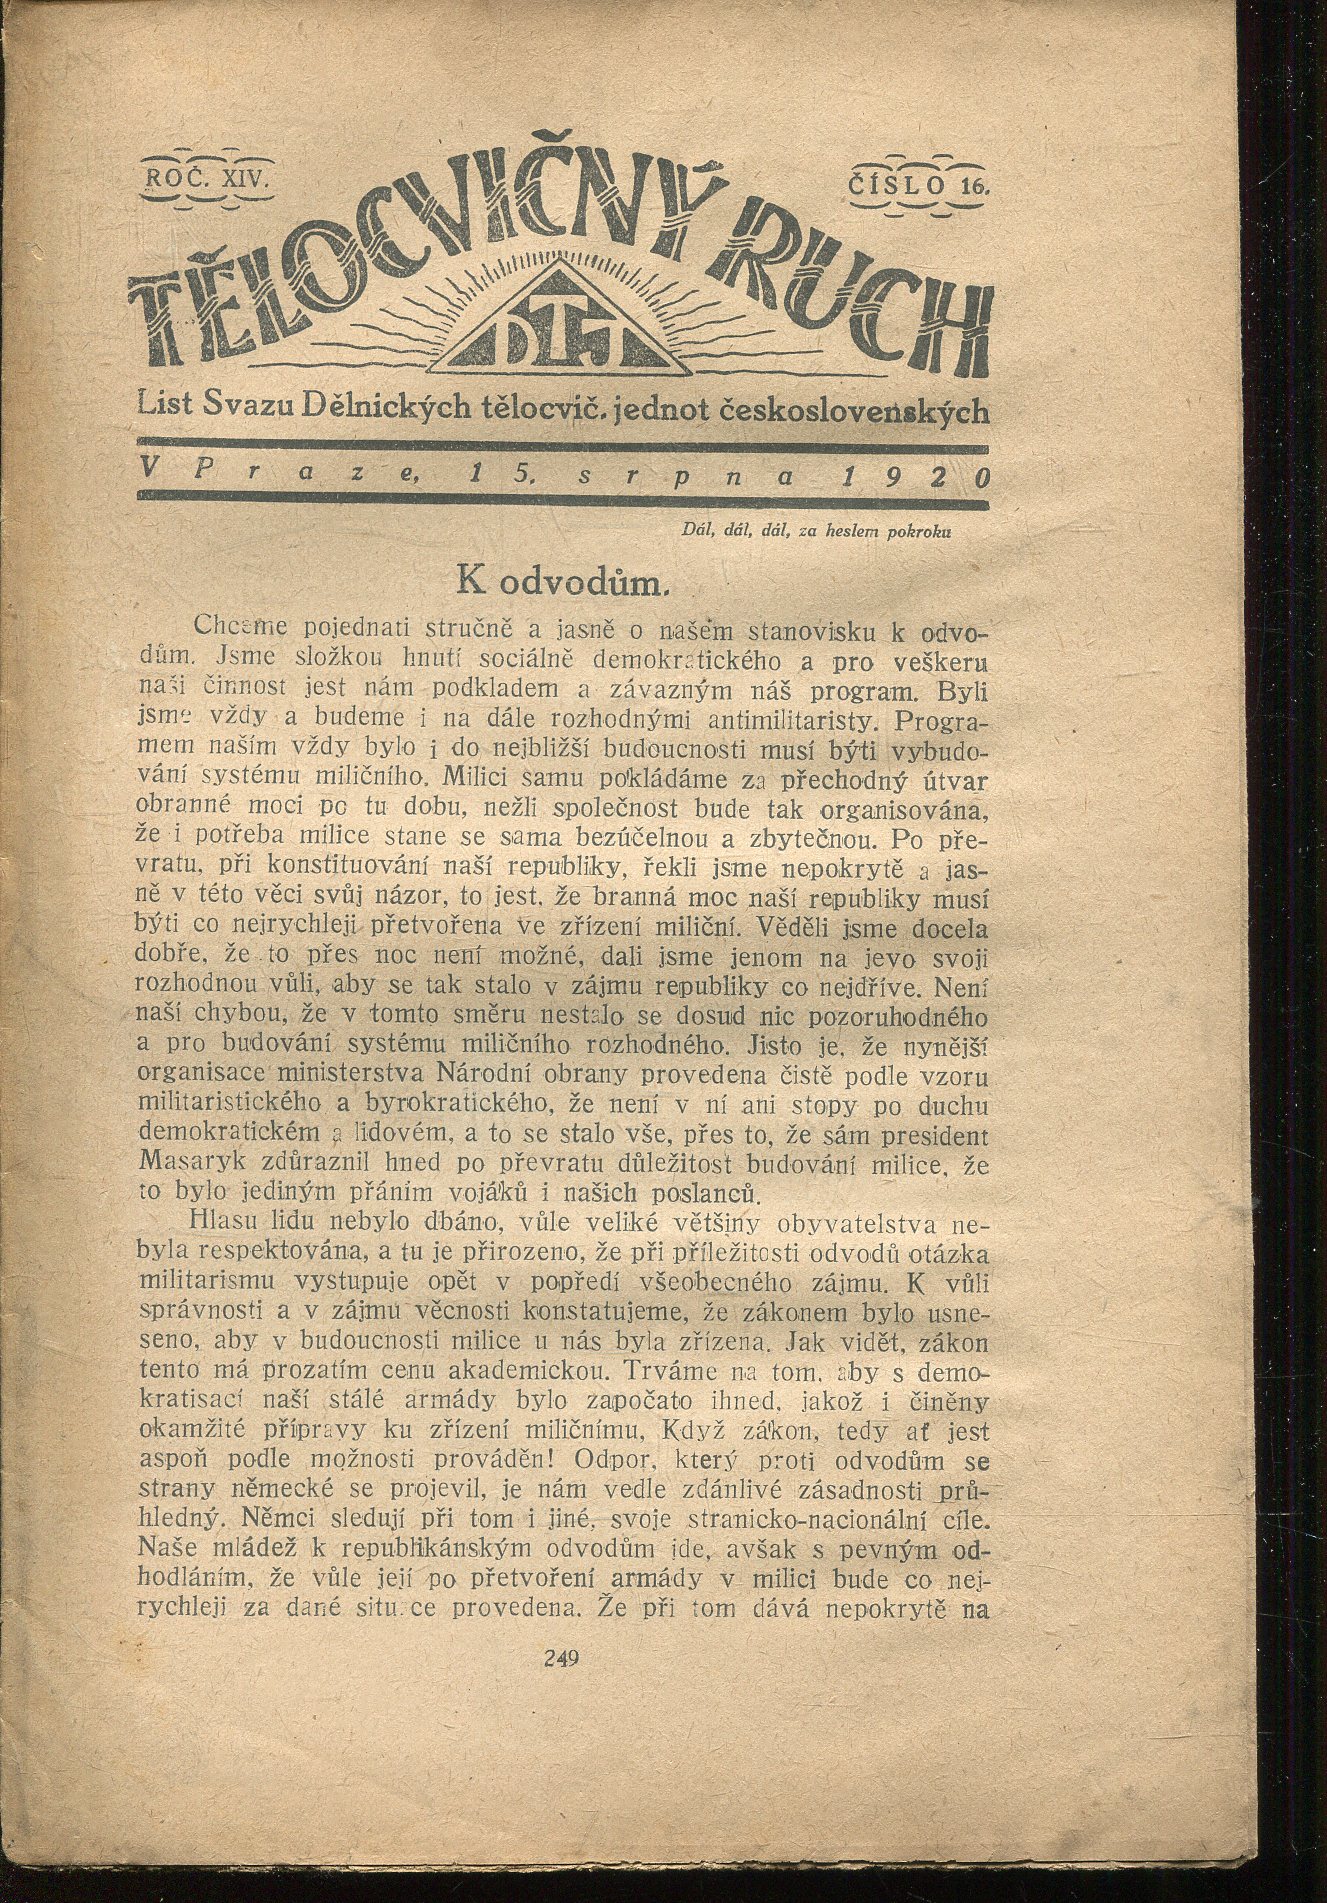 ROČ. XIV.
ČÍSLO 16.
TĚLOCVIČNÝ RUCH
DTJ
List Svazu Dělnických tělocvič. jednot československých
V Praze, 15. srpna 1920
Dál, dál, dál, za heslem pokroku
K odvodům.
Chceme pojednati stručně a jasně o našem stanovisku k odvo-
dům. Jsme složkou hnutí sociálně demokratického a pro veškeru
naši činnost jest nám podkladem a závazným náš program. Byli
jsme vždy a budeme i na dále rozhodnými antimilitaristy. Progra-
mem naším vždy bylo i do nejbližší budoucnosti musí býti vybudo-
vání systému miličního. Milici samu pokládáme za přechodný útvar
obranné moci po tu dobu, nežli společnost bude tak organisována,
že i potřeba milice stane se sama bezúčelnou a zbytečnou. Po pře-
vratu, při konstituování naší republiky, řekli jsme nepokrytě a jas-
ně v této věci svůj názor, to jest, že branná moc naší republiky musí
býti co nejrychleji přetvořena ve zřízení miliční. Věděli jsme docela
dobře, že to přes noc není možné, dali jsme jenom na jevo svoji
rozhodnou vůli, aby se tak stalo v zájmu republiky co nejdříve. Není
naší chybou, že v tomto směru nestalo se dosud nic pozoruhodného
a pro budování systému miličního rozhodného. Jisto je, že nynější
organisace ministerstva Národní obrany provedena čistě podle vzoru
militaristického a byrokratického, že není v ní ani stopy po duchu
demokratickém a lidovém, a to se stalo vše, přes to, že sám president
Masaryk zdůraznil hned po převratu důležitost budování milice, že
to bylo jediným přáním vojáků i našich poslanců.
Hlasu lidu nebylo dbáno, vůle veliké většiny obyvatelstva ne-
byla respektována, a tu je přirozeno, že při příležitosti odvodů otázka
militarismu vystupuje opět v popředí všeobecného zájmu. K vůli
správnosti a v zájmu věcnosti konstatujeme, že zákonem bylo usne-
seno, aby v budoucnosti milice u nás byla zřízena. Jak vidět, zákon
tento má prozatím cenu akademickou. Trváme na tom, aby s demo-
kratisací naší stálé armády bylo započato ihned, jakož i činěny
okamžité přípravy ku zřízení miličnímu, Když zákon, tedy ať jest
aspoň podle možnosti prováděn! Odpor, který proti odvodům se
strany německé se projevil, je nám vedle zdánlivé zásadnosti prů-
hledný. Němci sledují při tom i jiné, svoje stranicko-nacionální cíle.
Naše mládež k republikánským odvodům jde, avšak s pevným od-
hodláním, že vůle její po přetvoření armády v milici bude co nej-
rychleji za dané situace provedena. Že při tom dává nepokrytě na
249